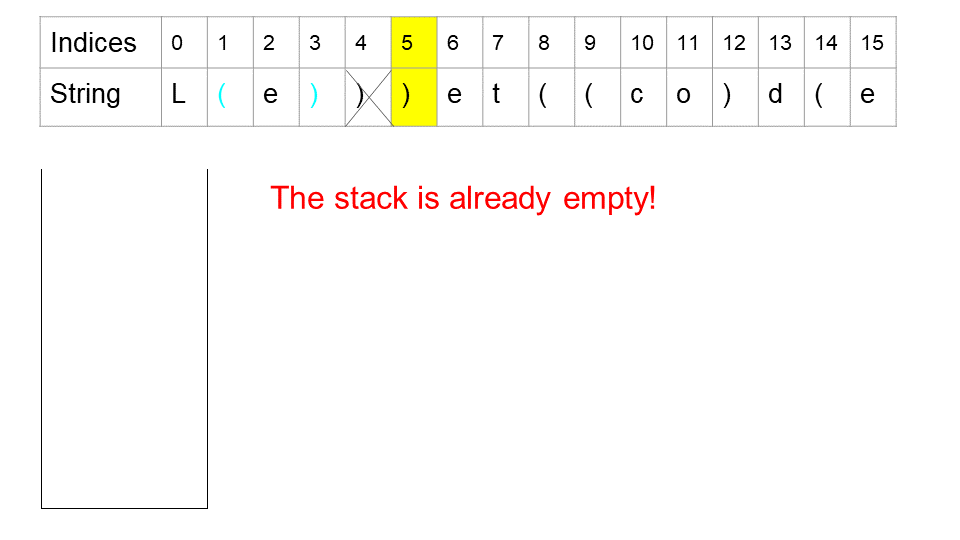 Indices 0 1 2 3 4 5 6 7 8 9 10 11 12 13 14 15
String L ( e ) ) ) e t ( ( c o ) d ( e
The stack is already empty!